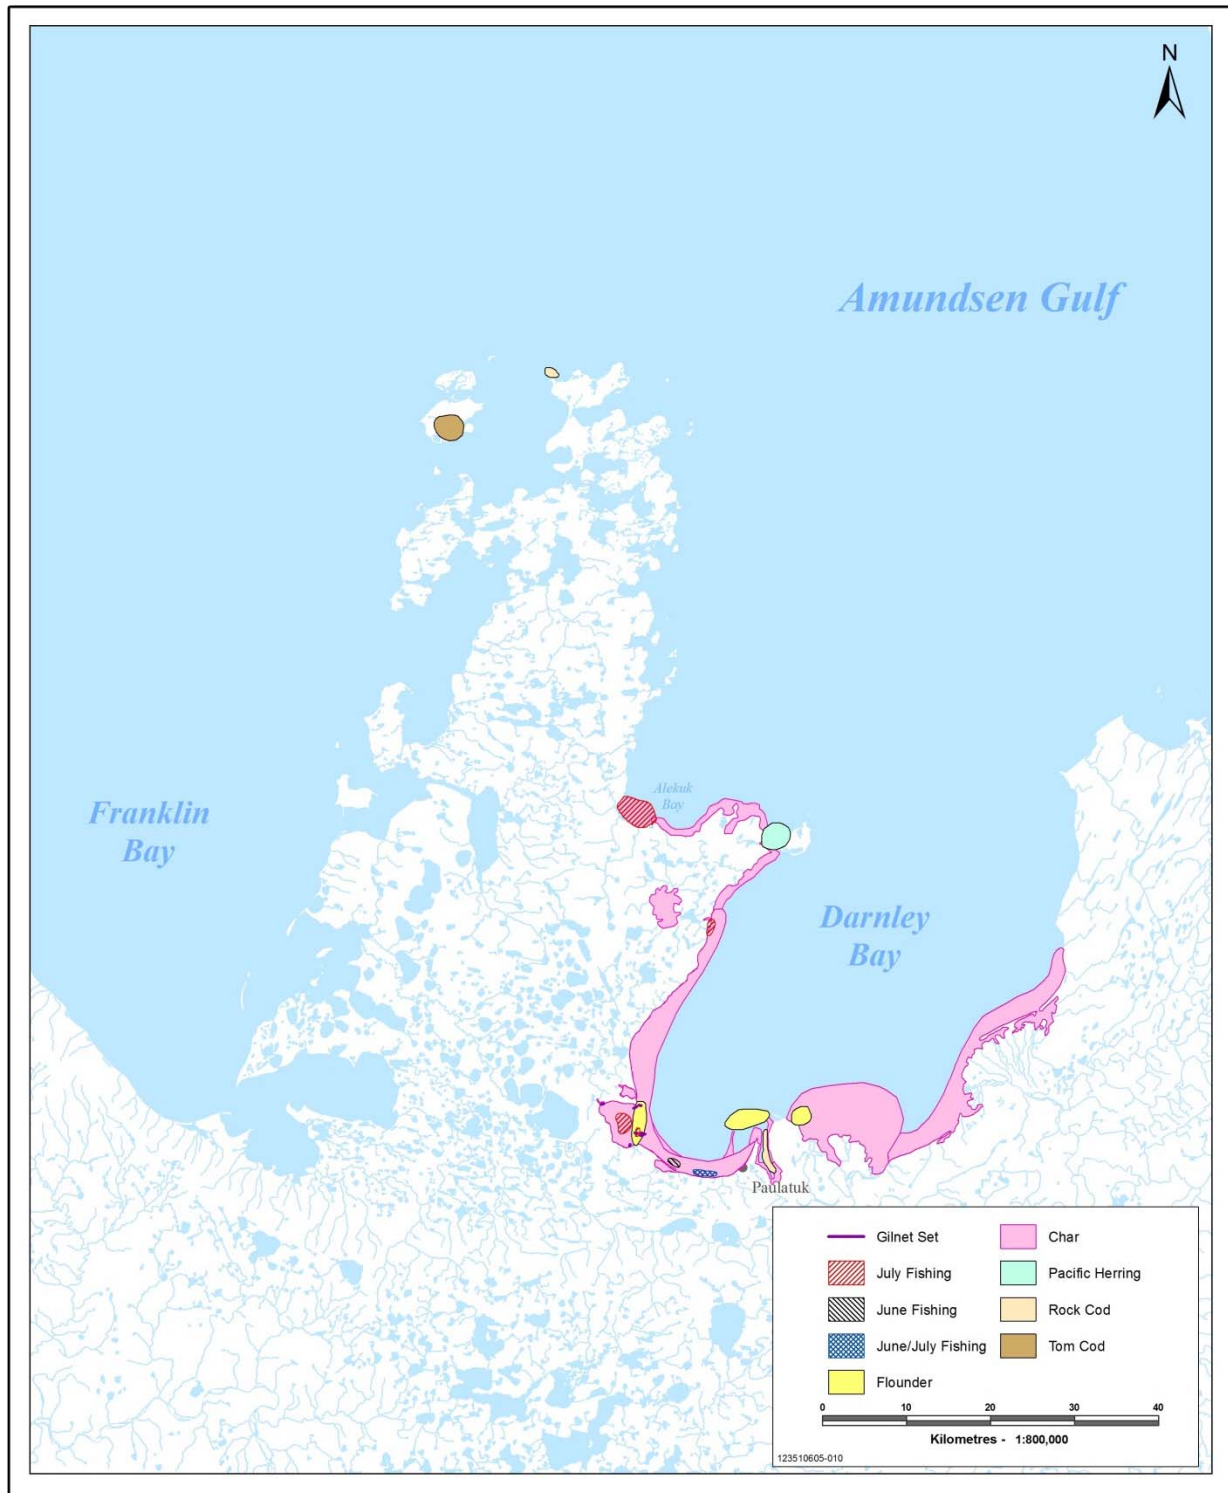 N
Amundsen Gulf
Alekuk
Bay
Franklin
Bay
Darnley
Bay
Paulatuk
Gilnet Set
July Fishing
June Fishing
June/July Fishing
Flounder
Char
Pacific Herring
Rock Cod
Tom Cod
0 10 20 30 40
Kilometres - 1:800,000
123510605-010